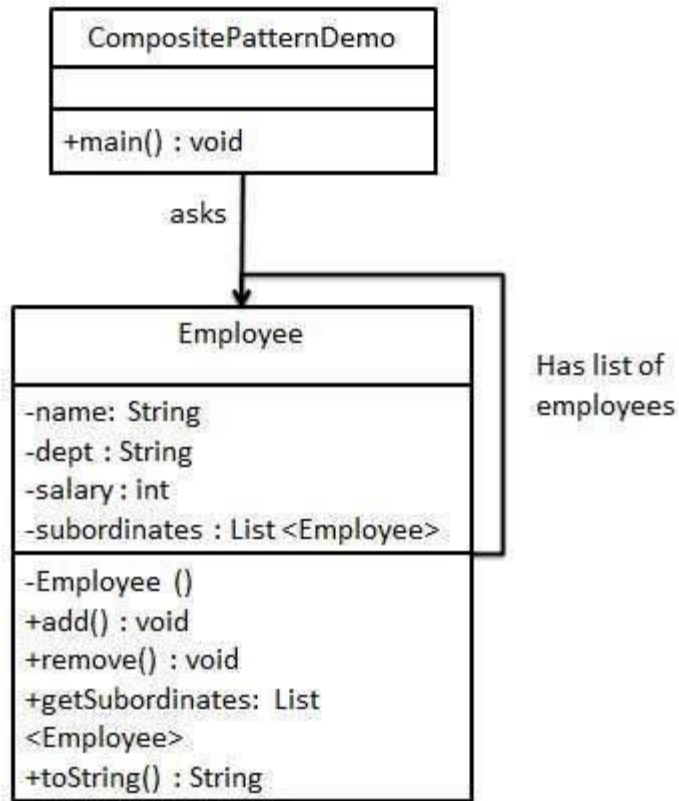 CompositePatternDemo
+main() : void
asks
Employee
Has list of
employees
-name: String
-dept : String
-salary : int
-subordinates : List <Employee>
-Employee ()
+add() : void
+remove() : void
+getSubordinates: List
<Employee>
+toString() : String